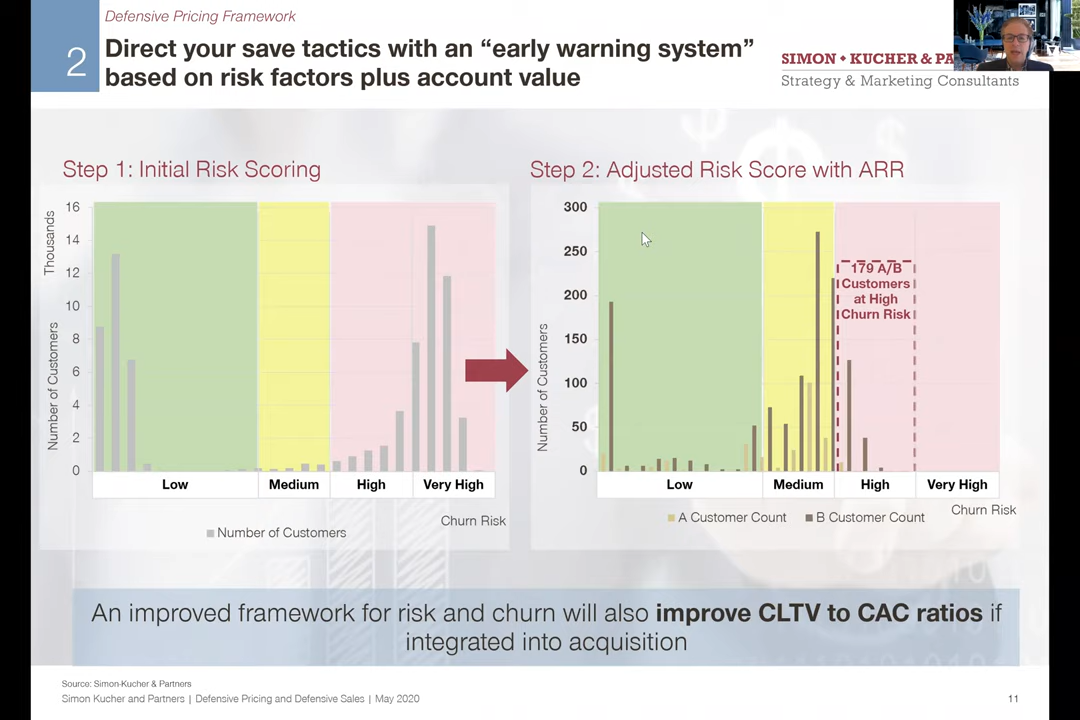 Defensive Pricing Framework
2
Direct your save tactics with an “early warning system”
based on risk factors plus account value
SIMON • KUCHER & PA
Strategy & Marketing Consultants
Step 1: Initial Risk Scoring
Thousands
Number of Customers
16
14
12
10
8
6
4
2
0
Low
Medium
High
Very High
Churn Risk
Number of Customers
Step 2: Adjusted Risk Score with ARR
Number of Customers
300
250
200
150
100
50
0
179 A/B
Customers
at High
Churn Risk
Low
Medium
High
Very High
Churn Risk
A Customer Count
B Customer Count
An improved framework for risk and churn will also improve CLTV to CAC ratios if
integrated into acquisition
Source: Simon-Kucher & Partners
Simon Kucher and Partners | Defensive Pricing and Defensive Sales | May 2020
11